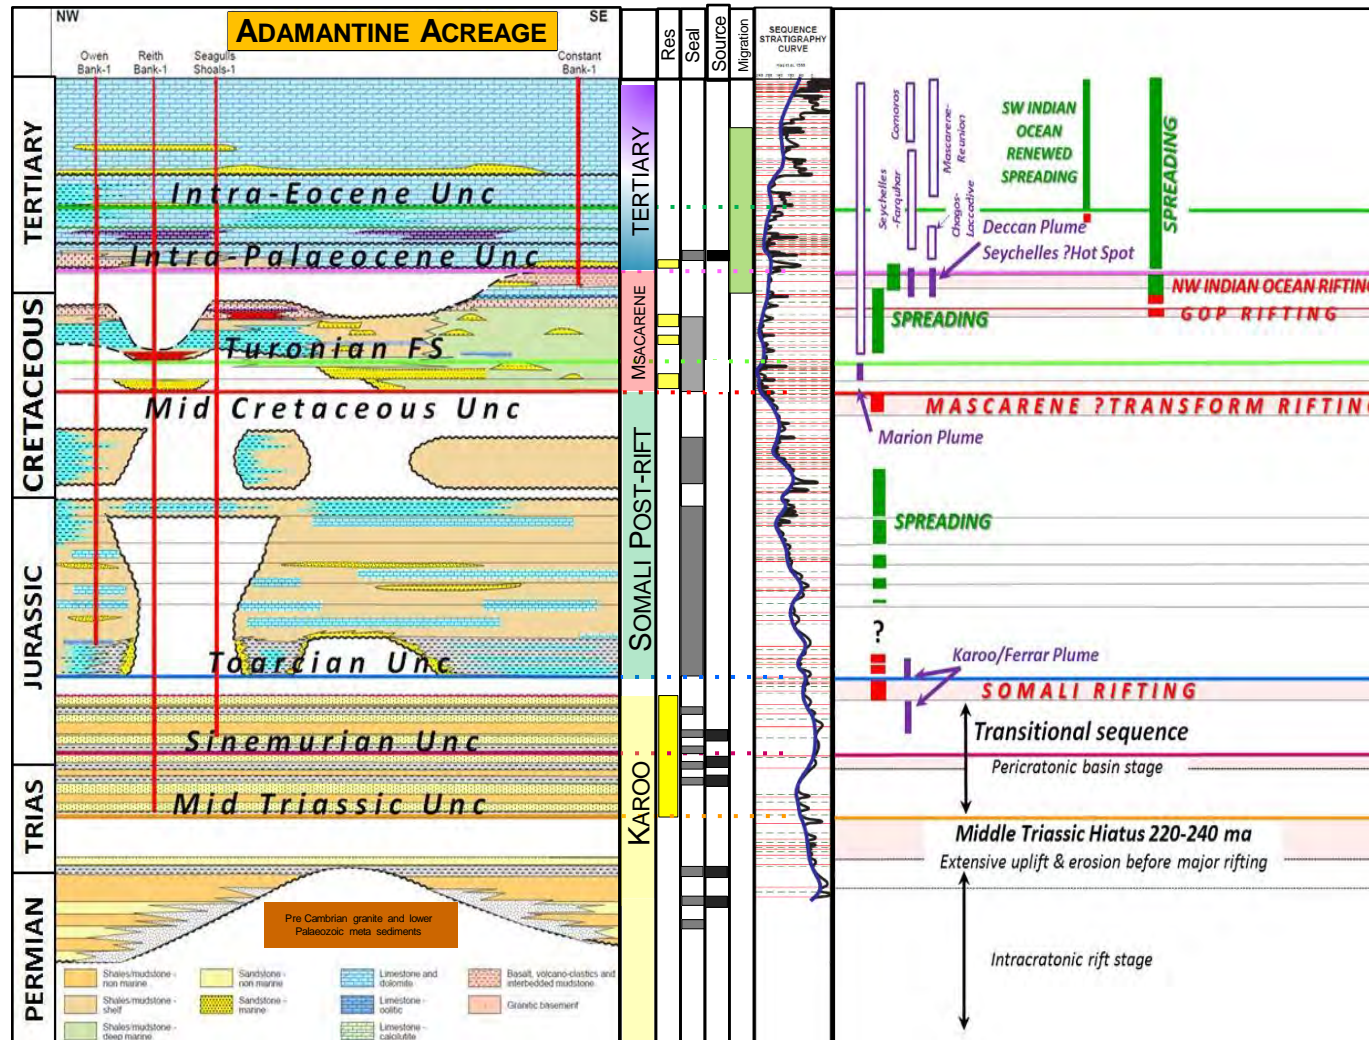 NW
SE
ADAMANTINE ACREAGE
Owen
Bank-1
Reith
Bank-1
Seagulls
Shoals-1
Constant
Bank-1
Res
Seal
Source
Migration
SEQUENCE
STRATIGRAPHY
CURVE
TERTIARY
CRETACEOUS
JURASSIC
TRIAS
PERMIAN
Intra-Eocene Unc
Intra-Palaeocene Unc
Turonian FS
Mid Cretaceous Unc
Toarcian Unc
Sinemurian Unc
Mid Triassic Unc
Pre Cambrian granite and lower
Palaeozoic meta sediments
Shales/mudstone -
non marine
Shales/mudstone -
shelf
Shales/mudstone -
deep marine
Sandstone -
non marine
Sandstone -
marine
Limestone and
dolomite
Limestone -
oolitic
Limestone -
calcilutite
Basalt, volcano-clastics and
interbedded mudstone
Granitic basement
TERTIARY
MSACARENE
SOMALI POST-RIFT
KAROO
Seychelles
-Farquhar
Comoros
Mascarene-
Reunion
Chagos-
Laccadive
SW INDIAN
OCEAN
RENEWED
SPREADING
SPREADING
Deccan Plume
Seychelles ?Hot Spot
NW INDIAN OCEAN RIFTING
GOP RIFTING
SPREADING
MASCARENE ?TRANSFORM RIFTING
Marion Plume
SPREADING
?
Karoo/Ferrar Plume
SOMALI RIFTING
Transitional sequence
Pericratonic basin stage
Middle Triassic Hiatus 220-240 ma
Extensive uplift & erosion before major rifting
Intracratonic rift stage